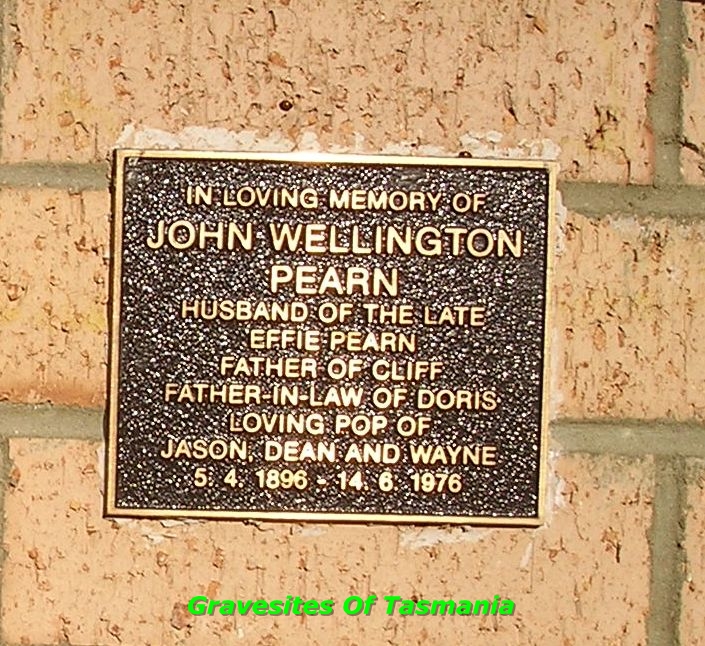 IN LOVING MEMORY OF
JOHN WELLINGTON
PEARN
HUSBAND OF THE LATE
EFFIE PEARN
FATHER OF CLIFF
FATHER-IN-LAW OF DORIS
LOVING POP OF
JASON, DEAN AND WAYNE
5. 4. 1896 - 14. 6. 1976
Gravesites Of Tasmania